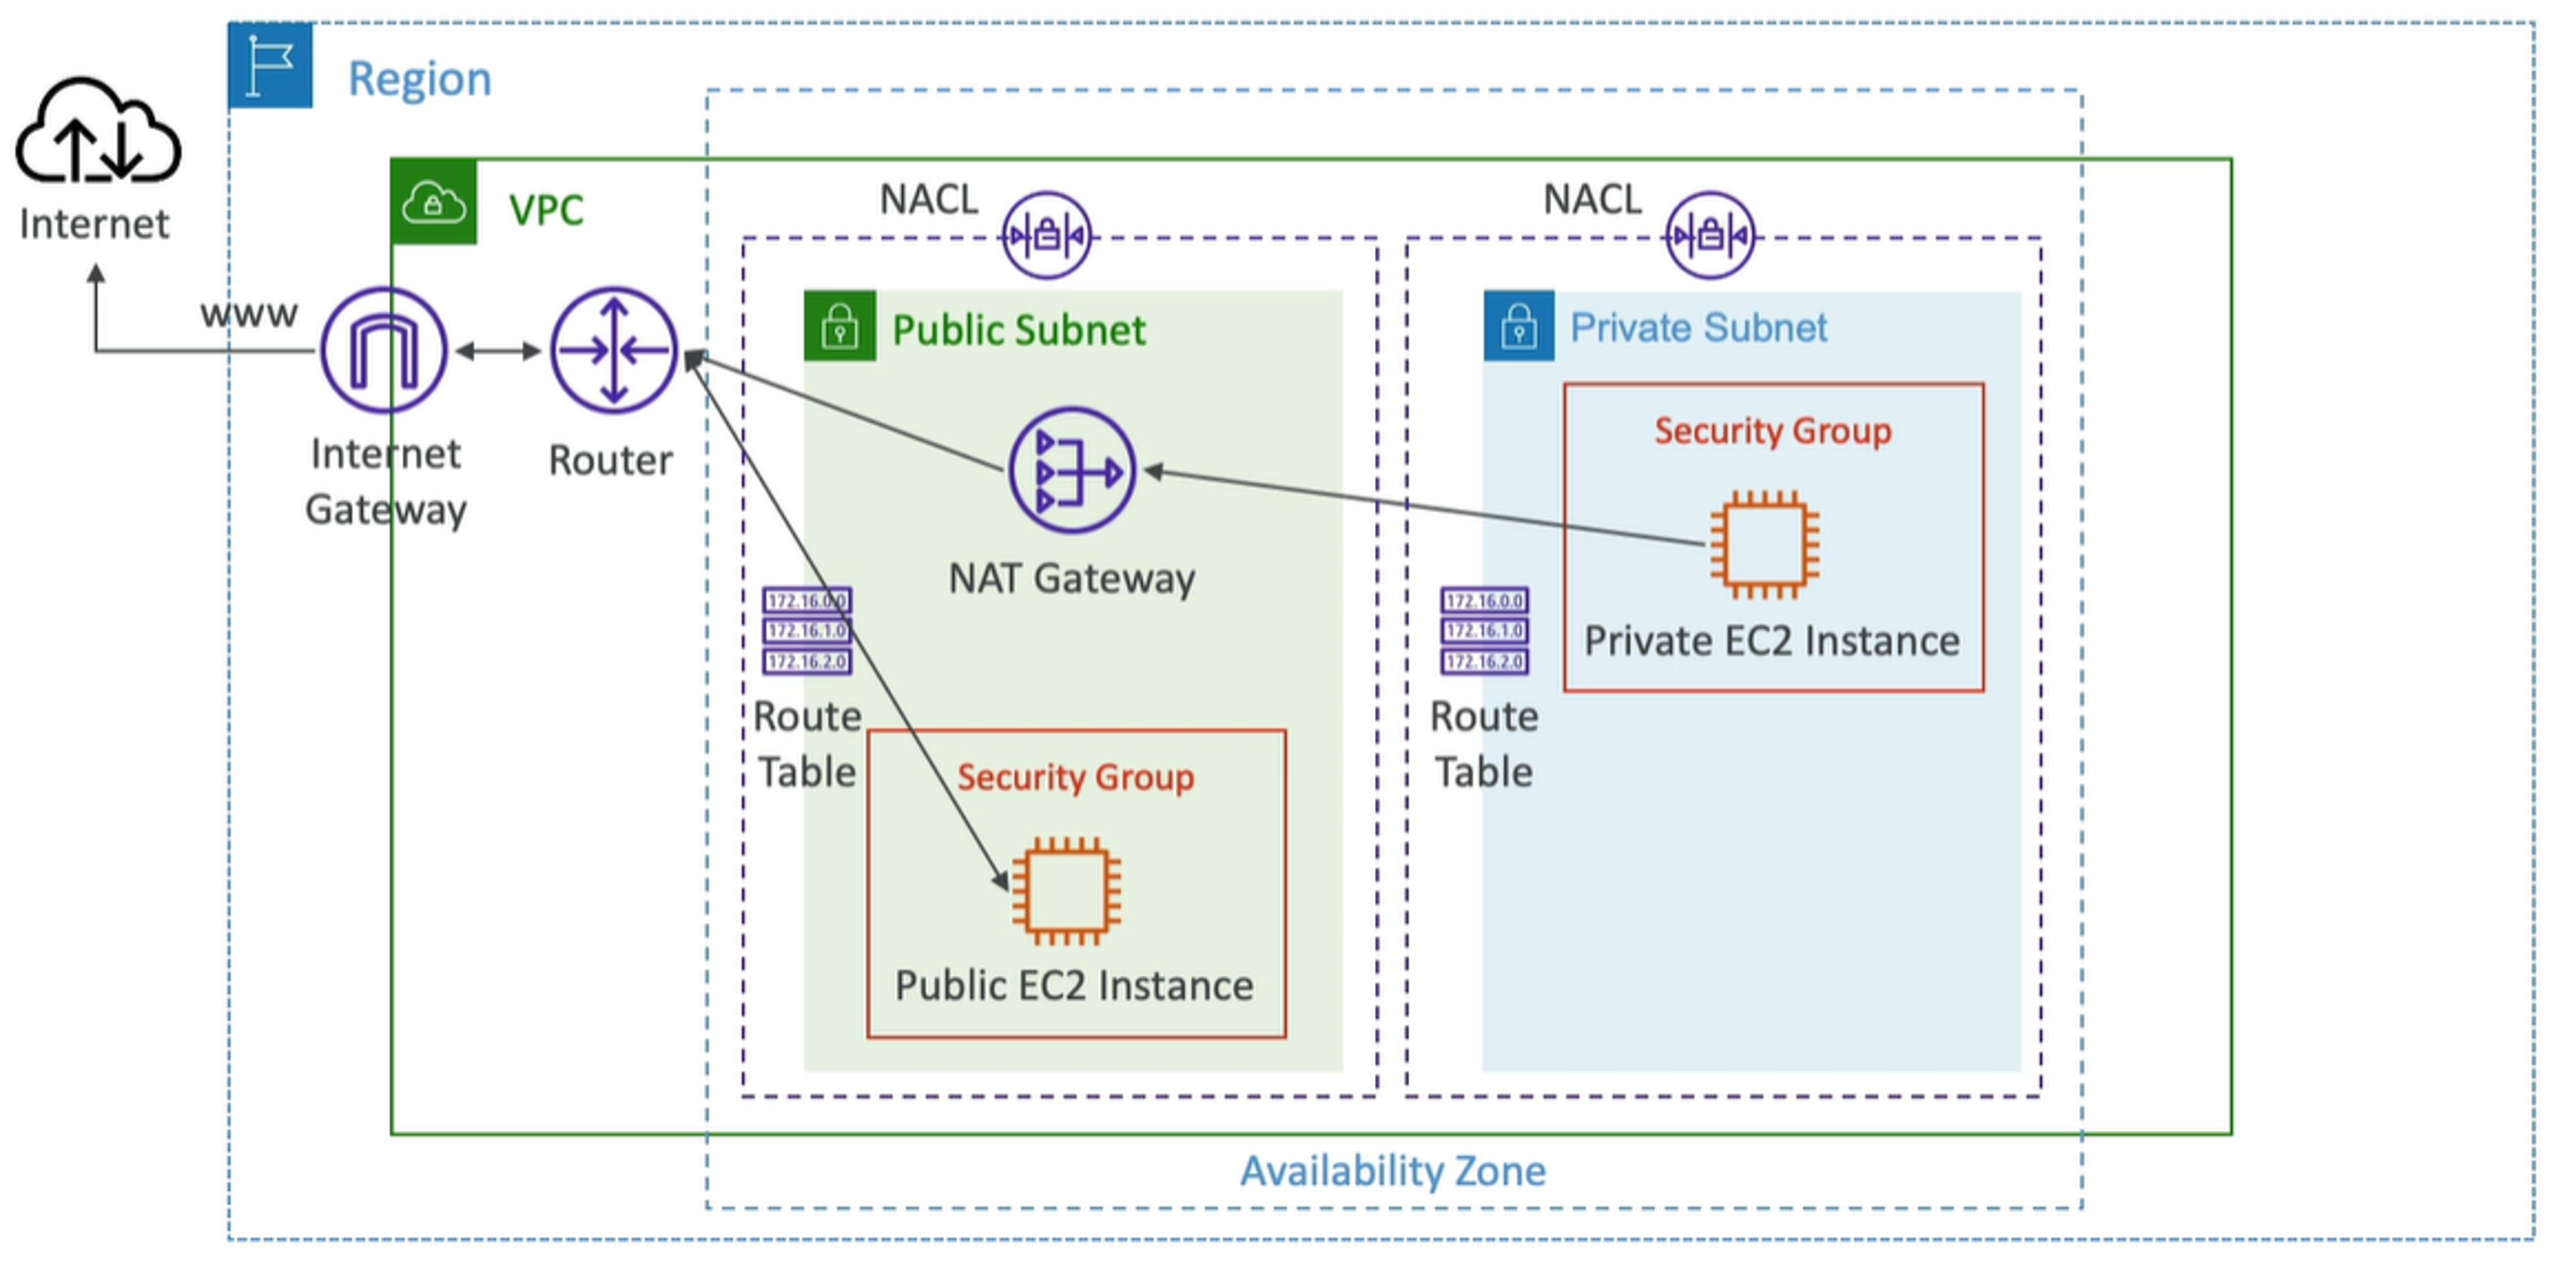 Region
Internet
VPC
www
Internet
Gateway
Router
NACL
Public Subnet
NAT Gateway
172.16.0.0
172.16.1.0
172.16.2.0
Route
Table
Security Group
Public EC2 Instance
NACL
Private Subnet
Security Group
Private EC2 Instance
172.16.0.0
172.16.1.0
172.16.2.0
Route
Table
Availability Zone